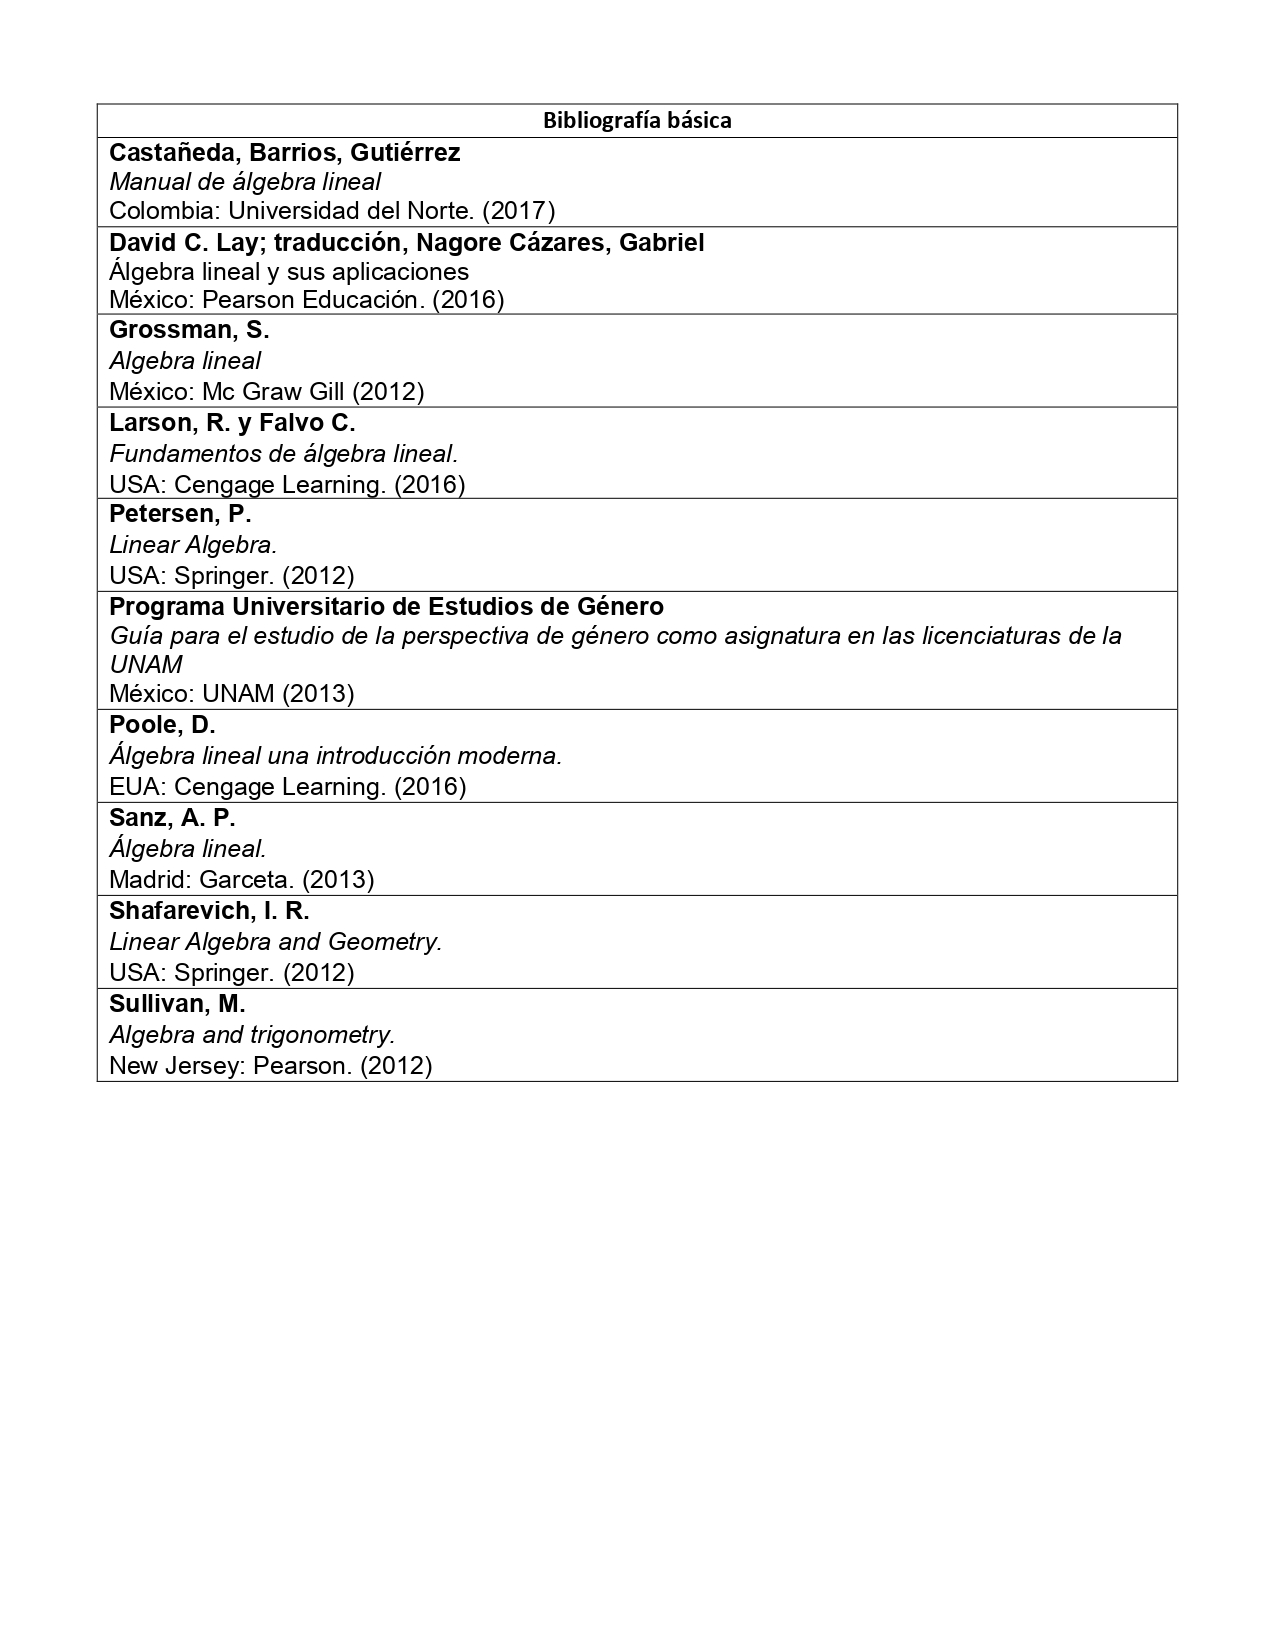 Bibliografía básica
Castañeda, Barrios, Gutiérrez
Manual de álgebra lineal
Colombia: Universidad del Norte. (2017)
David C. Lay; traducción, Nagore Cázares, Gabriel
Álgebra lineal y sus aplicaciones
México: Pearson Educación. (2016)
Grossman, S.
Algebra lineal
México: Mc Graw Gill (2012)
Larson, R. y Falvo C.
Fundamentos de álgebra lineal.
USA: Cengage Learning. (2016)
Petersen, P.
Linear Algebra.
USA: Springer. (2012)
Programa Universitario de Estudios de Género
Guía para el estudio de la perspectiva de género como asignatura en las licenciaturas de la
UNAM
México: UNAM (2013)
Poole, D.
Álgebra lineal una introducción moderna.
EUA: Cengage Learning. (2016)
Sanz, A. P.
Álgebra lineal.
Madrid: Garceta. (2013)
Shafarevich, I. R.
Linear Algebra and Geometry.
USA: Springer. (2012)
Sullivan, M.
Algebra and trigonometry.
New Jersey: Pearson. (2012)